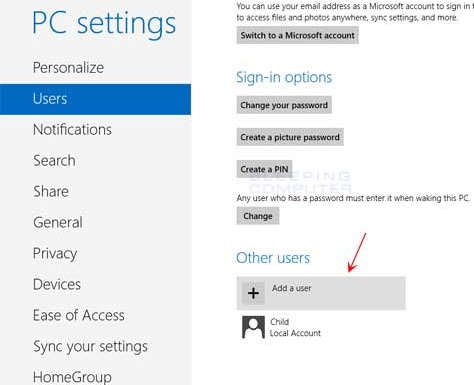 PC settings
Personalize
Users
Notifications
Search
Share
General
Privacy
Devices
Ease of Access
Sync your settings
HomeGroup
You can use your email address as a Microsoft account to sign in
to access files and photos anywhere, sync settings, and more.
Switch to a Microsoft account
Sign-in options
Change your password
Create a picture password
Create a PIN
BLEEPING
COMPUTER
Any user who has a password must enter it when waking this PC.
Change
Other users
Add a user
Child
Local Account